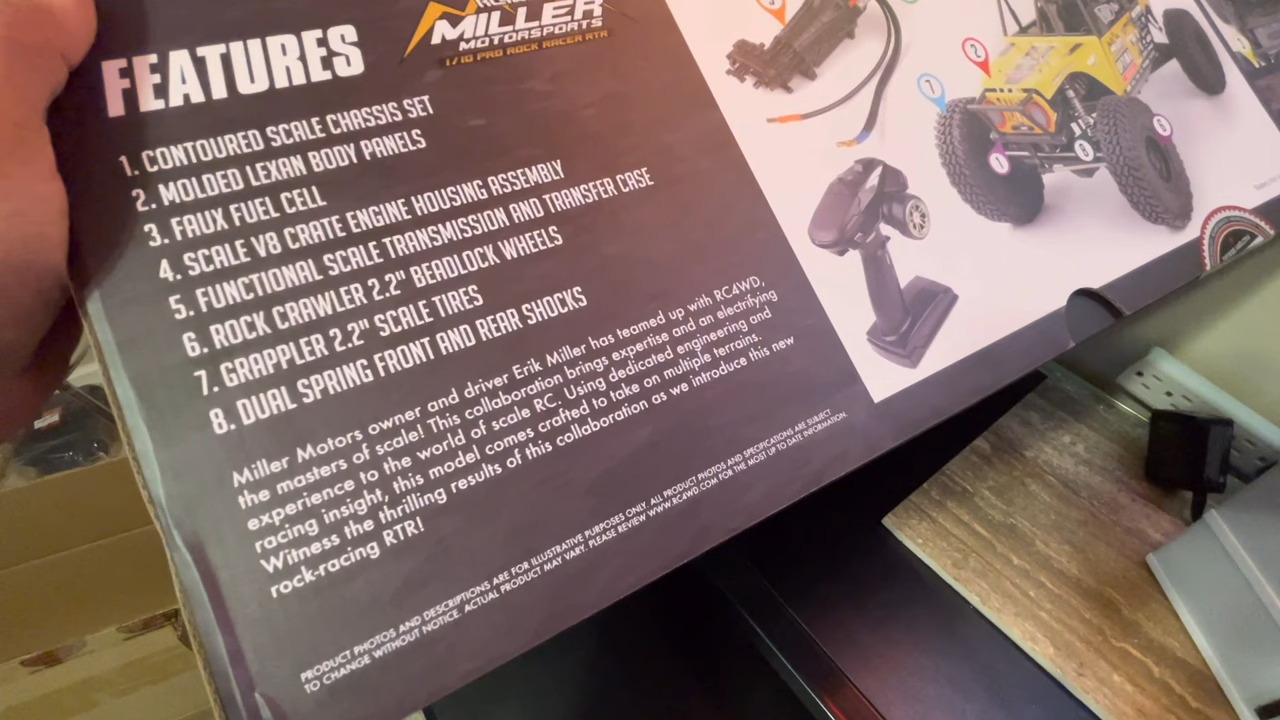 MILLER
MOTORSPORTS
1/10 PRO ROCK RACER RTR
FEATURES
1. CONTOURED SCALE CHASSIS SET
2. MOLDED LEXAN BODY PANELS
3. FAUX FUEL CELL
4. SCALE V8 CRATE ENGINE HOUSING ASSEMBLY
5. FUNCTIONAL SCALE TRANSMISSION AND TRANSFER CASE
6. ROCK CRAWLER 2.2" BEADLOCK WHEELS
7. GRAPPLER 2.2" SCALE TIRES
8. DUAL SPRING FRONT AND REAR SHOCKS
Miller Motors owner and driver Erik Miller has teamed up with RC4WD,
the masters of scale! This collaboration brings expertise and an electrifying
experience to the world of scale RC. Using dedicated engineering and
racing insight, this model comes crafted to take on multiple terrains.
Witness the thrilling results of this collaboration as we introduce this new
rock-racing RTR!
PRODUCT PHOTOS AND DESCRIPTIONS ARE FOR ILLUSTRATIVE PURPOSES ONLY. ALL PRODUCT PHOTOS AND SPECIFICATIONS ARE SUBJECT
TO CHANGE WITHOUT NOTICE. ACTUAL PRODUCT MAY VARY. PLEASE REVIEW WWW.RC4WD.COM FOR THE MOST UP TO DATE INFORMATION.
2
7
6
1
8